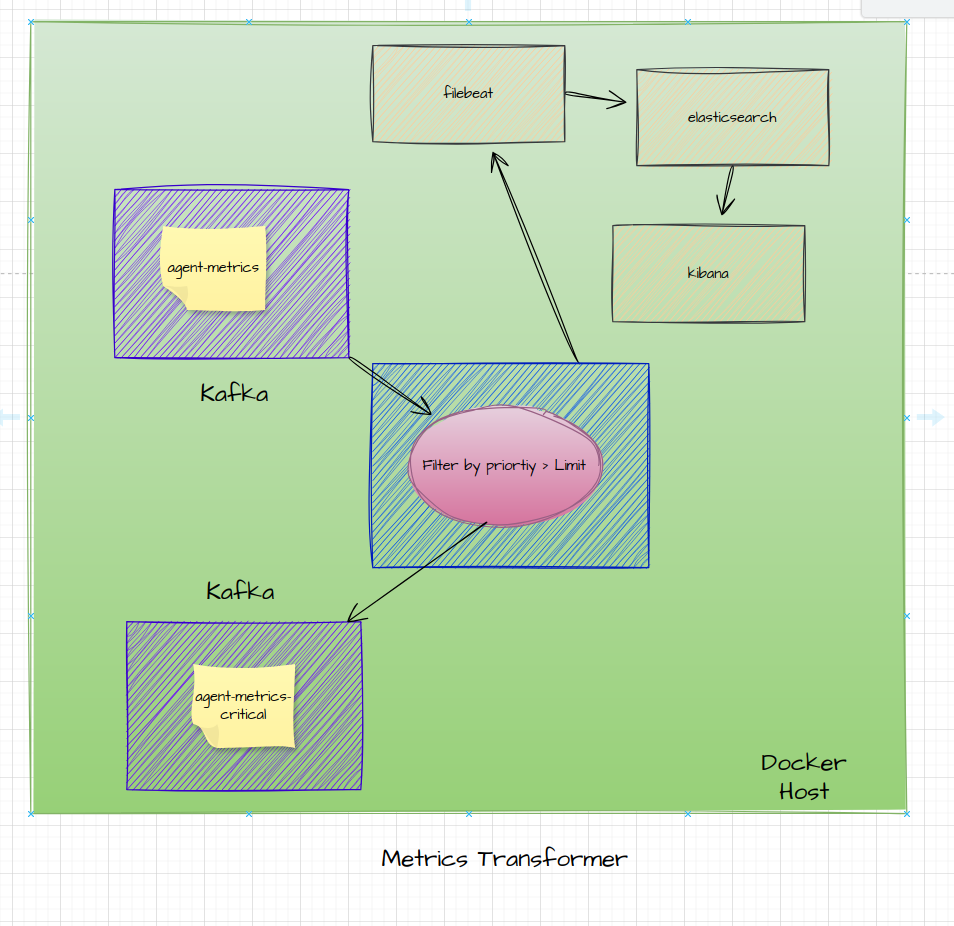 filebeat
elasticsearch
agent-metrics
kibana
Kafka
Filter by priortiy > Limit
Kafka
agent-metrics-
critical
Docker
Host
Metrics Transformer